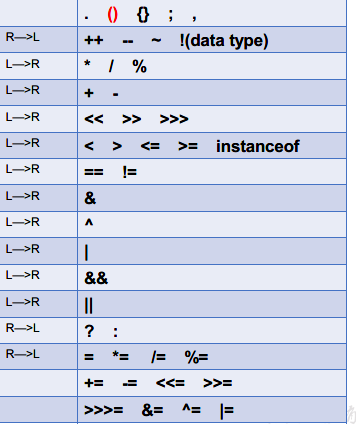 . () {} ; ,
R—>L ++ -- ~ !(data type)
L—>R * / %
L—>R + -
L—>R << >> >>>
L—>R < > <= >= instanceof
L—>R == !=
L—>R &
L—>R ^
L—>R |
L—>R &&
L—>R ||
R—>L ? :
R—>L = *= /= %=
+= -= <<= >>=
>>>= &= ^= |=